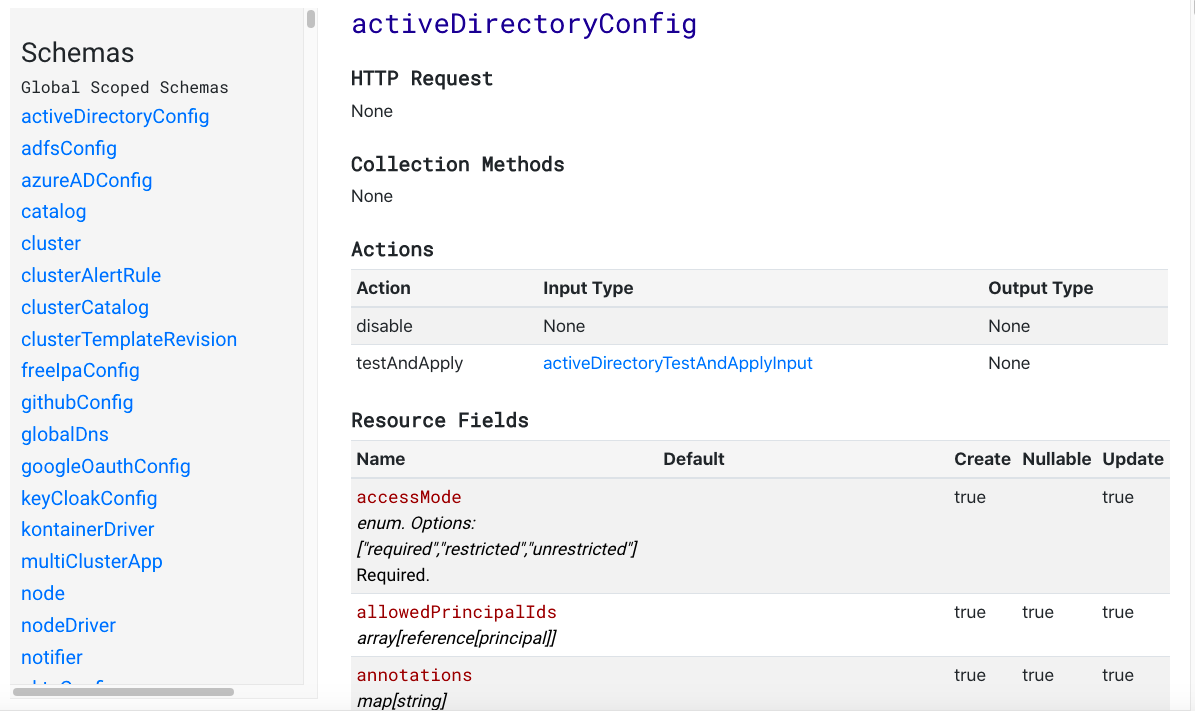 Schemas
Global Scoped Schemas
activeDirectoryConfig
adfsConfig
azureADConfig
catalog
cluster
clusterAlertRule
clusterCatalog
clusterTemplateRevision
freeIpaConfig
githubConfig
globalDns
googleOauthConfig
keyCloakConfig
kontainerDriver
multiClusterApp
node
nodeDriver
notifier
activeDirectoryConfig
HTTP Request
None
Collection Methods
None
Actions
Action Input Type Output Type
disable None None
testAndApply activeDirectoryTestAndApplyInput None
Resource Fields
Name Default Create Nullable Update
accessMode true true
enum. Options:
["required","restricted","unrestricted"]
Required.
allowedPrincipalIds true true true
array[reference[principal]]
annotations true true true
map[string]